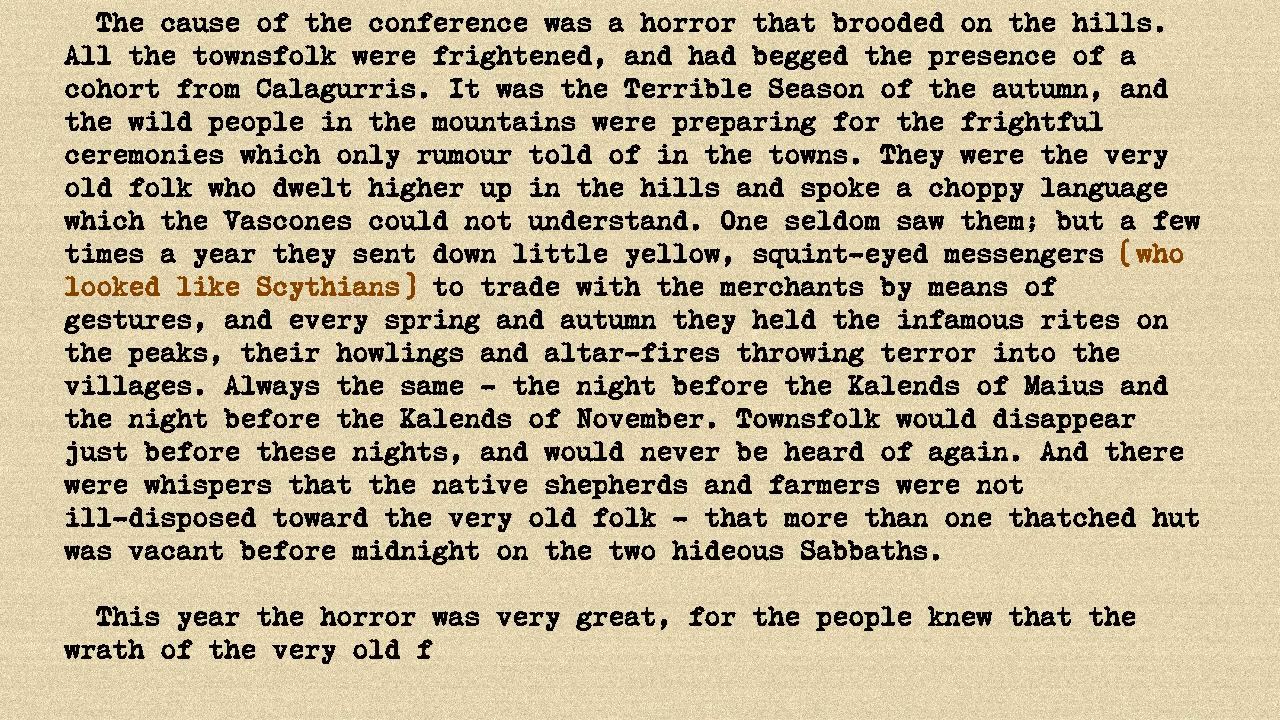 The cause of the conference was a horror that brooded on the hills.
All the townsfolk were frightened, and had begged the presence of a
cohort from Calagurris. It was the Terrible Season of the autumn, and
the wild people in the mountains were preparing for the frightful
ceremonies which only rumour told of in the towns. They were the very
old folk who dwelt higher up in the hills and spoke a choppy language
which the Vascones could not understand. One seldom saw them; but a few
times a year they sent down little yellow, squint-eyed messengers (who
looked like Scythians) to trade with the merchants by means of
gestures, and every spring and autumn they held the infamous rites on
the peaks, their howlings and altar-fires throwing terror into the
villages. Always the same - the night before the Kalends of Maius and
the night before the Kalends of November. Townsfolk would disappear
just before these nights, and would never be heard of again. And there
were whispers that the native shepherds and farmers were not
ill-disposed toward the very old folk - that more than one thatched hut
was vacant before midnight on the two hideous Sabbaths.
This year the horror was very great, for the people knew that the
wrath of the very old f